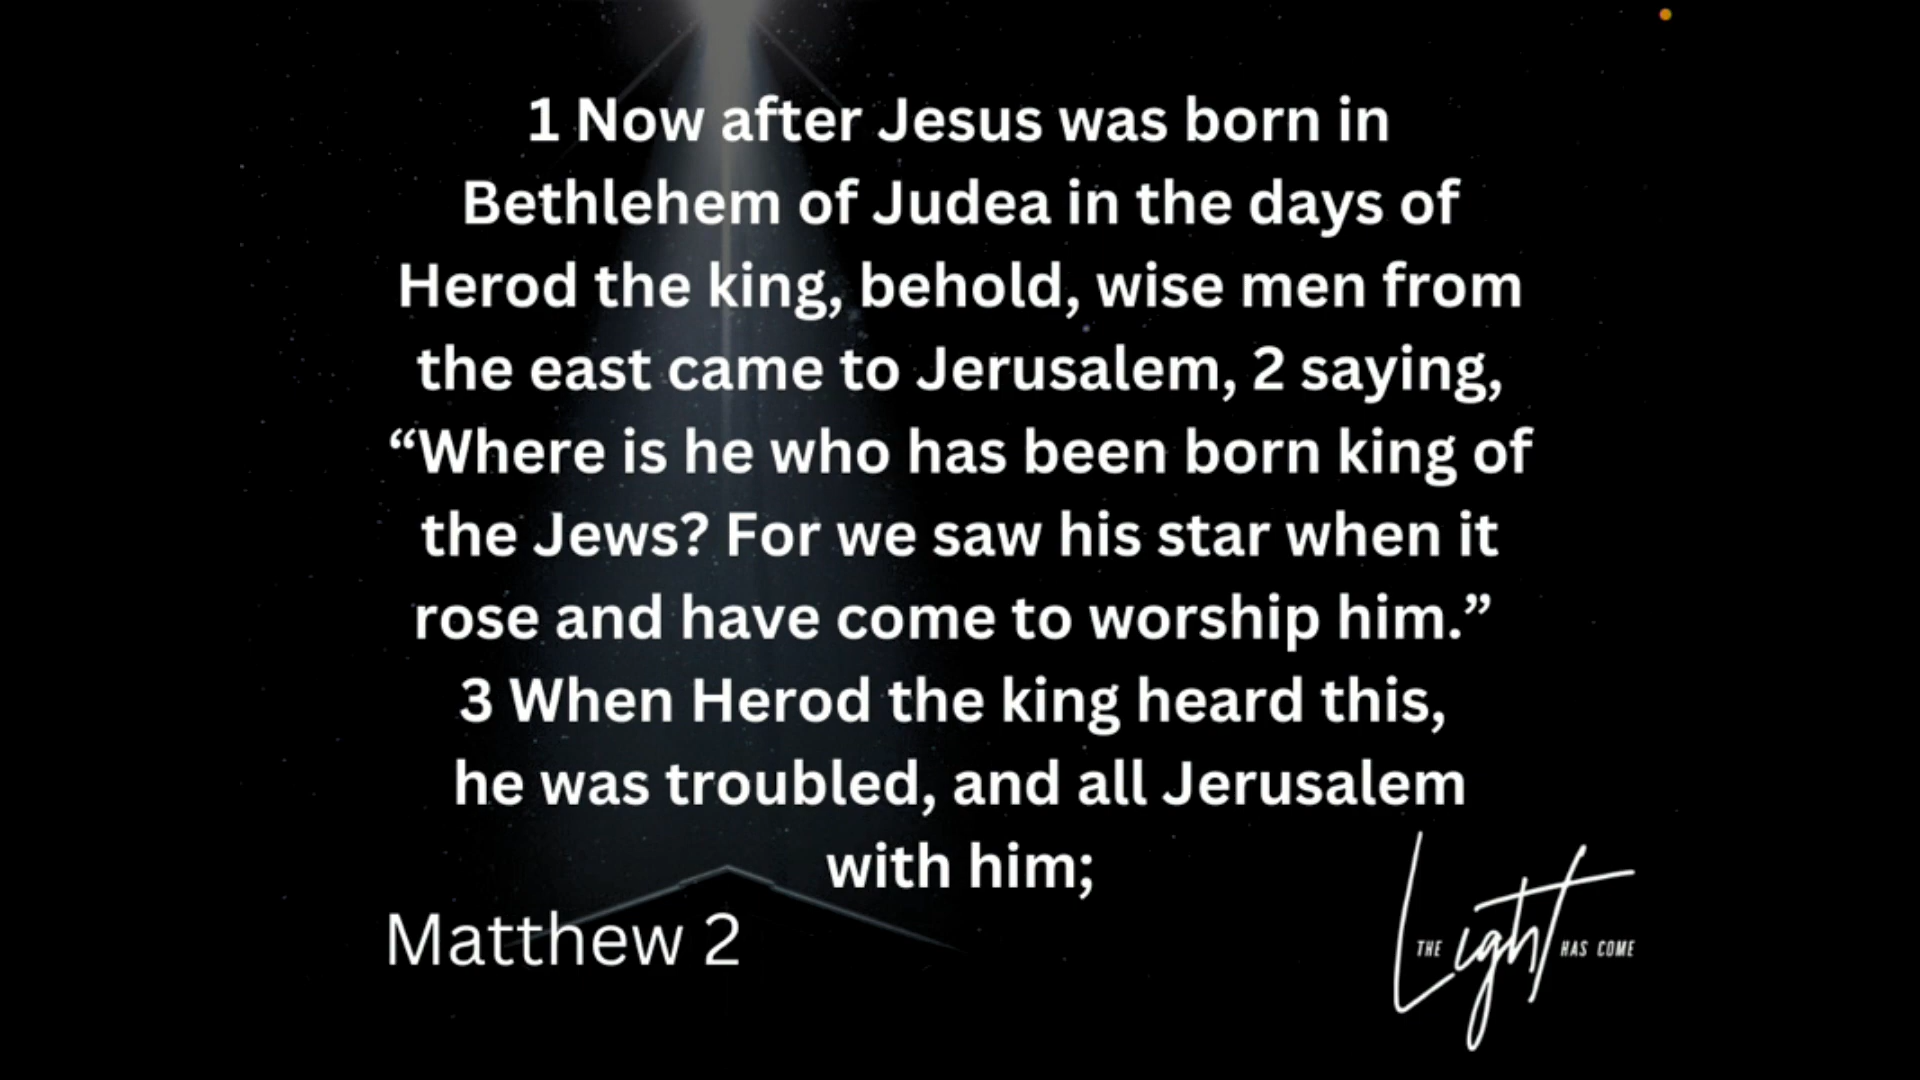 1 Now after Jesus was born in
Bethlehem of Judea in the days of
Herod the king, behold, wise men from
the east came to Jerusalem, 2 saying,
“Where is he who has been born king of
the Jews? For we saw his star when it
rose and have come to worship him.”
3 When Herod the king heard this,
he was troubled, and all Jerusalem
with him;
Matthew 2
THE Light HAS COME